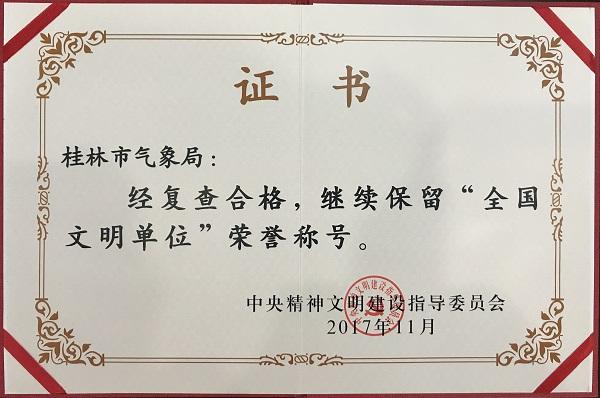 证 书
桂林市气象局：
经复查合格，继续保留“全国
文明单位”荣誉称号。
中央精神文明建设指导委员会
2017年11月